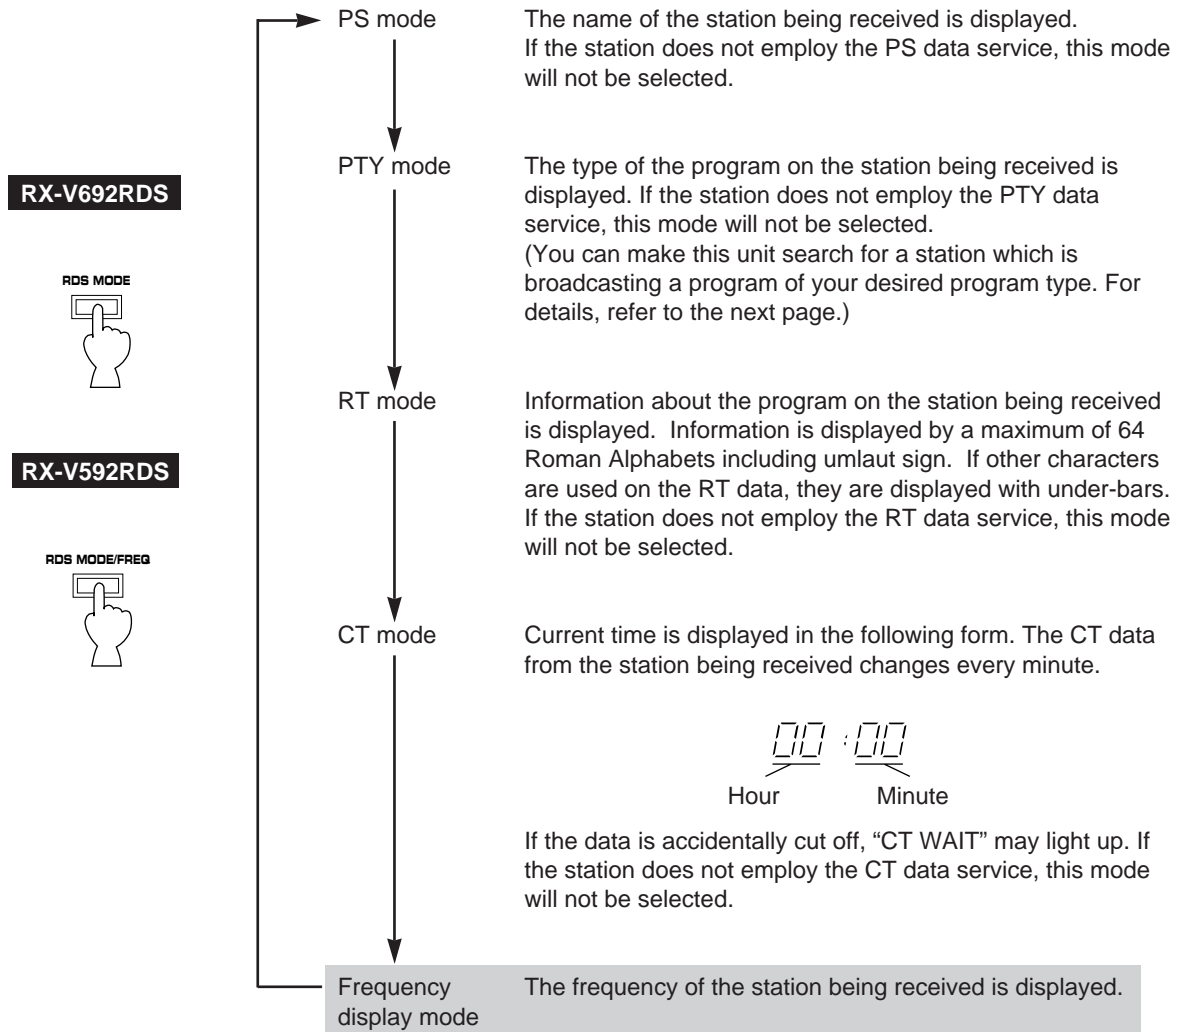 PS mode
The name of the station being received is displayed.
If the station does not employ the PS data service, this mode
will not be selected.
RX-V692RDS
RDS MODE
PTY mode
The type of the program on the station being received is
displayed. If the station does not employ the PTY data
service, this mode will not be selected.
(You can make this unit search for a station which is
broadcasting a program of your desired program type. For
details, refer to the next page.)
RX-V592RDS
RDS MODE/FREQ
RT mode
Information about the program on the station being received
is displayed.  Information is displayed by a maximum of 64
Roman Alphabets including umlaut sign.  If other characters
are used on the RT data, they are displayed with under-bars.
If the station does not employ the RT data service, this mode
will not be selected.
CT mode
Current time is displayed in the following form. The CT data
from the station being received changes every minute.
00 : 00
Hour Minute
If the data is accidentally cut off, “CT WAIT” may light up. If
the station does not employ the CT data service, this mode
will not be selected.
Frequency
display mode
The frequency of the station being received is displayed.